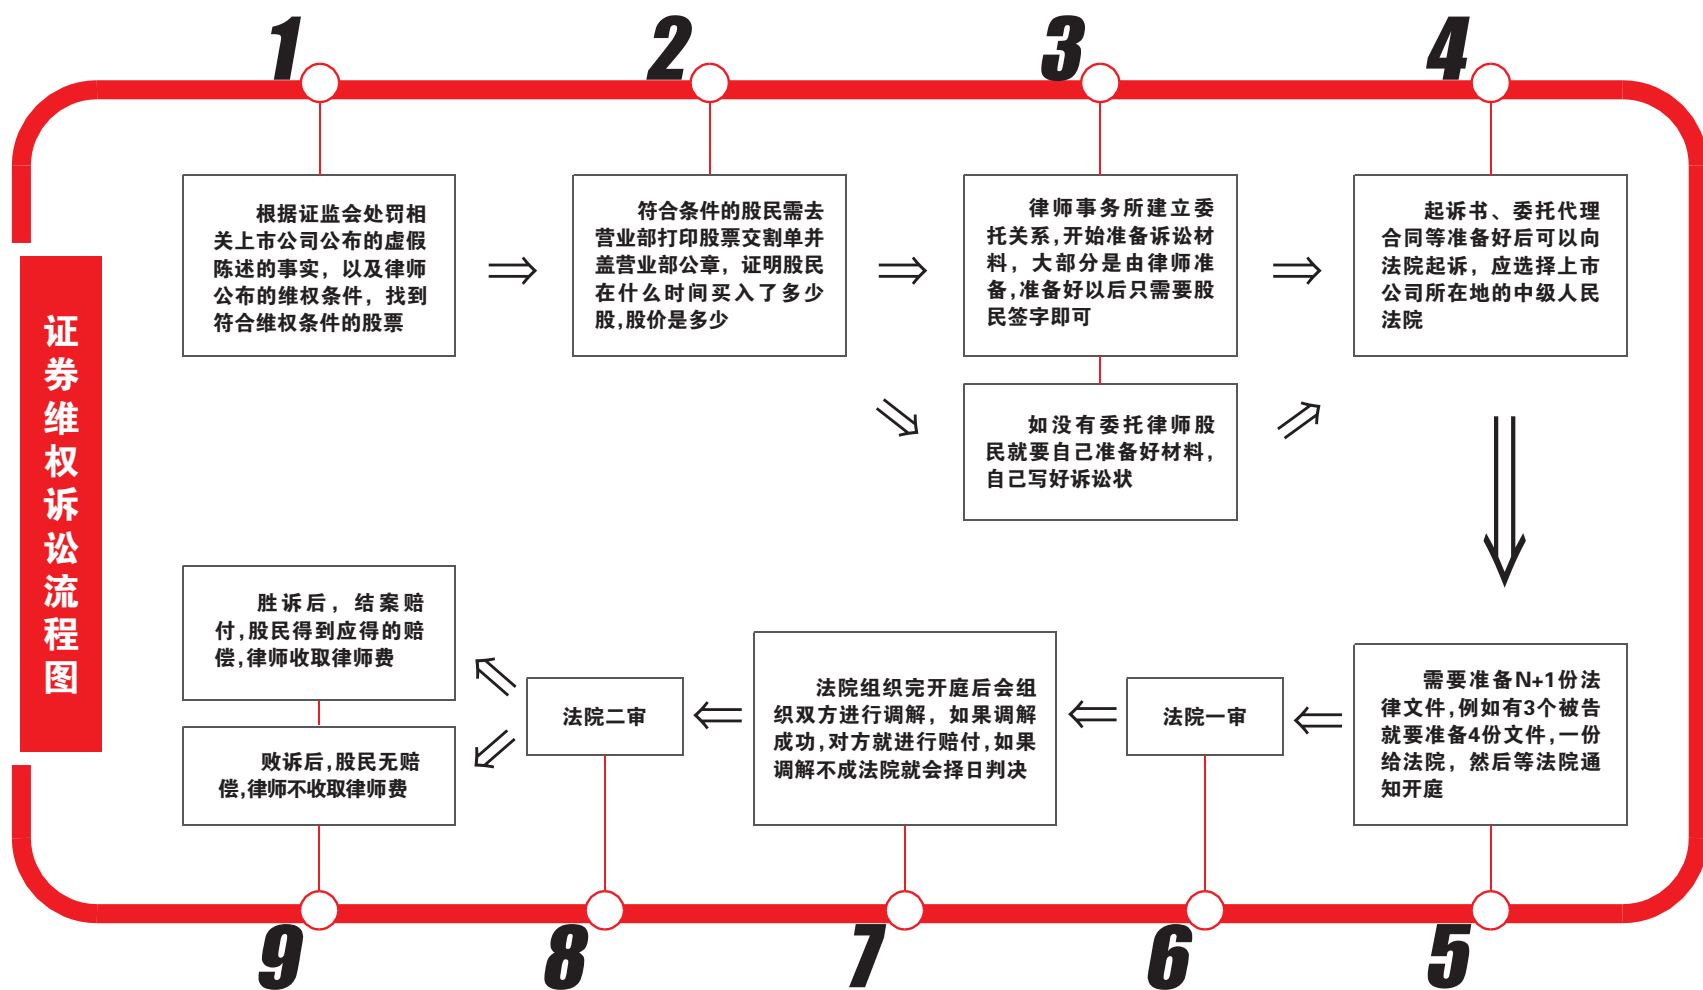 证券维权诉讼流程图
1
根据证监会处罚相
关上市公司公布的虚假
陈述的事实，以及律师
公布的维权条件，找到
符合维权条件的股票
2
符合条件的股民需去
营业部打印股票交割单并
盖营业部公章，证明股民
在什么时间买入了多少
股,股价是多少
3
律师事务所建立委
托关系,开始准备诉讼材
料，大部分是由律师准
备,准备好以后只需要股
民签字即可
如没有委托律师股
民就要自己准备好材料,
自己写好诉讼状
4
起诉书、委托代理
合同等准备好后可以向
法院起诉，应选择上市
公司所在地的中级人民
法院
5
需要准备N+1份法
律文件,例如有3个被告
就要准备4份文件,一份
给法院，然后等法院通
知开庭
6
法院一审
7
法院组织完开庭后会组
织双方进行调解，如果调解
成功,对方就进行赔付,如果
调解不成法院就会择日判决
8
法院二审
9
胜诉后，结案赔
付,股民得到应得的赔
偿,律师收取律师费
败诉后,股民无赔
偿,律师不收取律师费